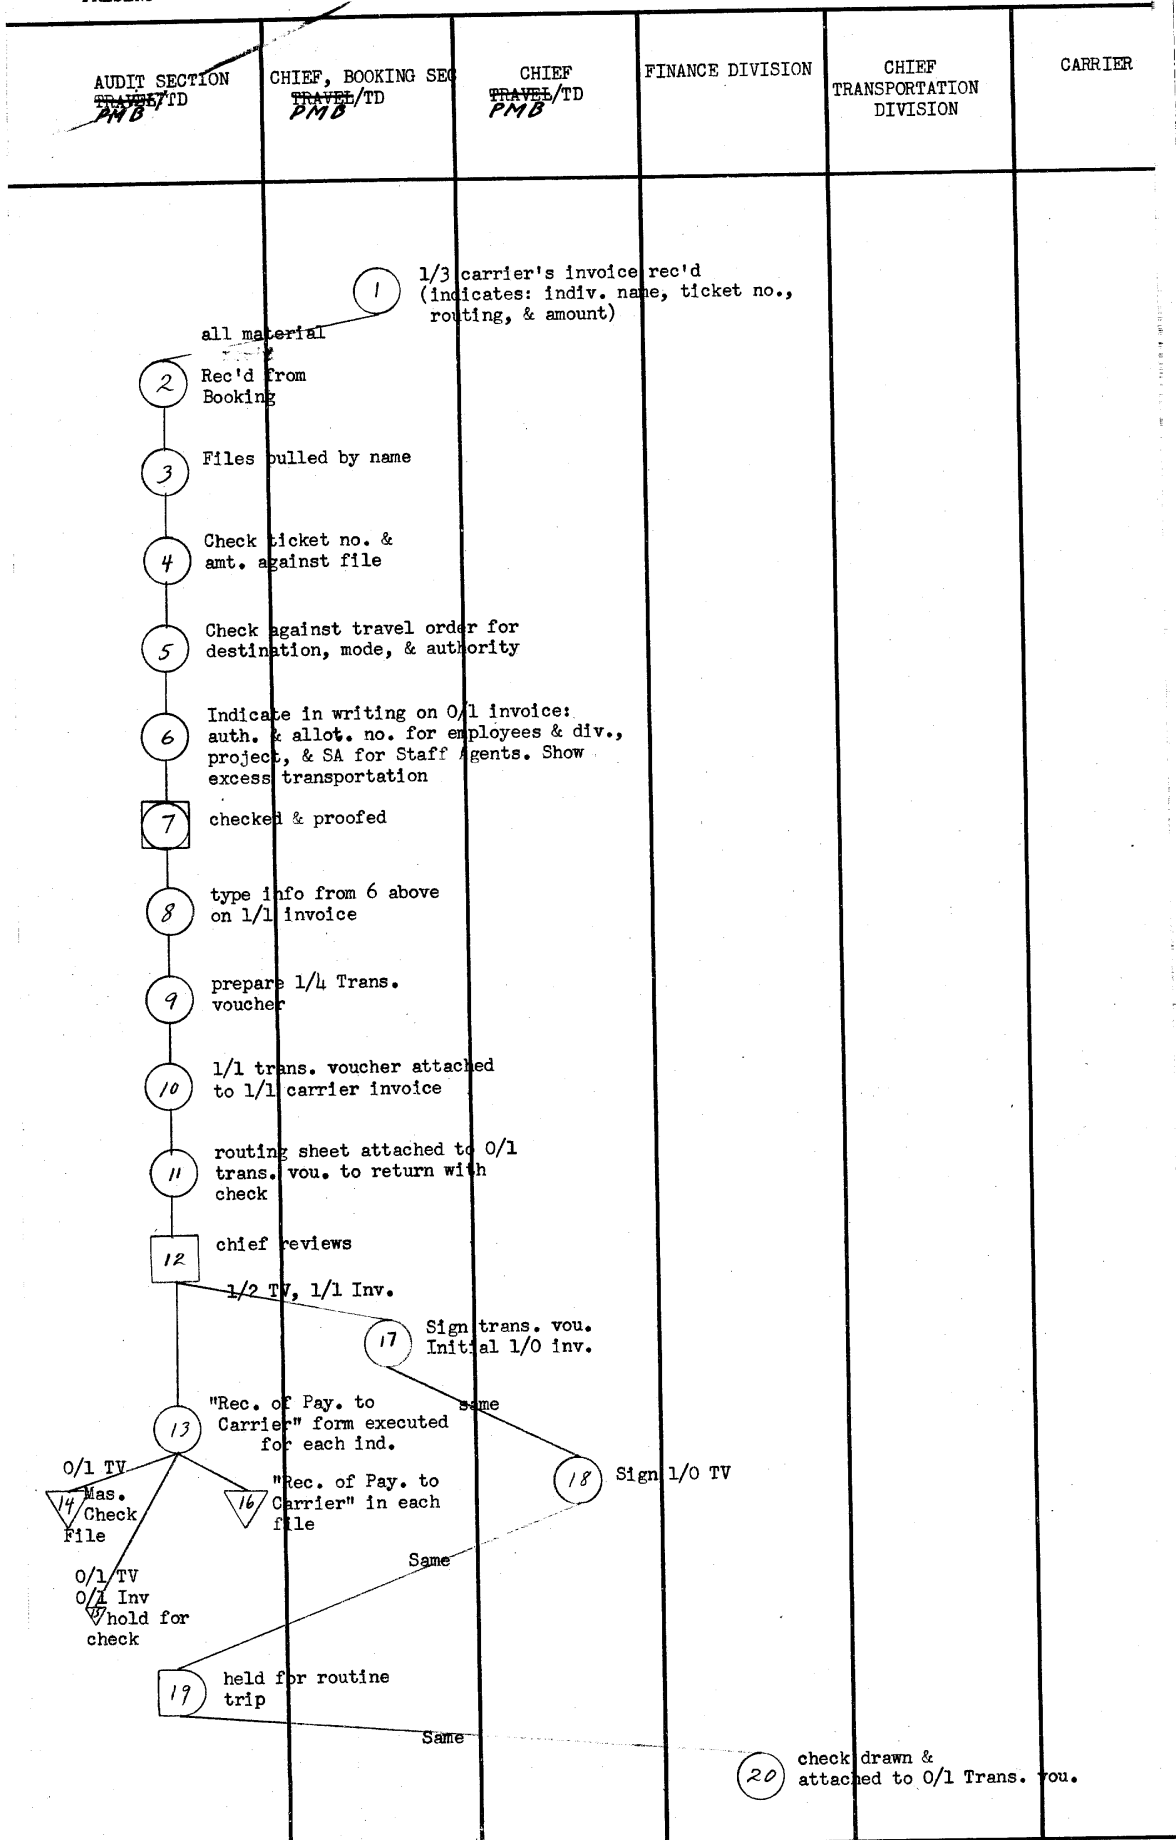 AUDIT SECTION
TRAVEL/TD
PMB
CHIEF, BOOKING SEC
TRAVEL/TD
PMB
CHIEF
TRAVEL/TD
PMB
FINANCE DIVISION
CHIEF
TRANSPORTATION
DIVISION
CARRIER
1
1/3 carrier's invoice rec'd
(indicates: indiv. name, ticket no.,
routing, & amount)
all material
2
Rec'd from
Booking
3
Files pulled by name
4
Check ticket no. &
amt. against file
5
Check against travel order for
destination, mode, & authority
6
Indicate in writing on 0/1 invoice:
auth. & allot. no. for employees & div.,
project, & SA for Staff Agents. Show
excess transportation
7
checked & proofed
8
type info from 6 above
on 1/1 invoice
9
prepare 1/4 Trans.
voucher
10
1/1 trans. voucher attached
to 1/1 carrier invoice
11
routing sheet attached to 0/1
trans. vou. to return with
check
12
chief reviews
1/2 TV, 1/1 Inv.
17
Sign trans. vou.
Initial 1/0 inv.
same
13
"Rec. of Pay. to
Carrier" form executed
for each ind.
18
Sign 1/0 TV
0/1 TV
14
Mas.
Check
File
16
"Rec. of Pay. to
Carrier" in each
file
Same
0/1 TV
0/1 Inv
15
hold for
check
19
held for routine
trip
Same
20
check drawn &
attached to 0/1 Trans. vou.